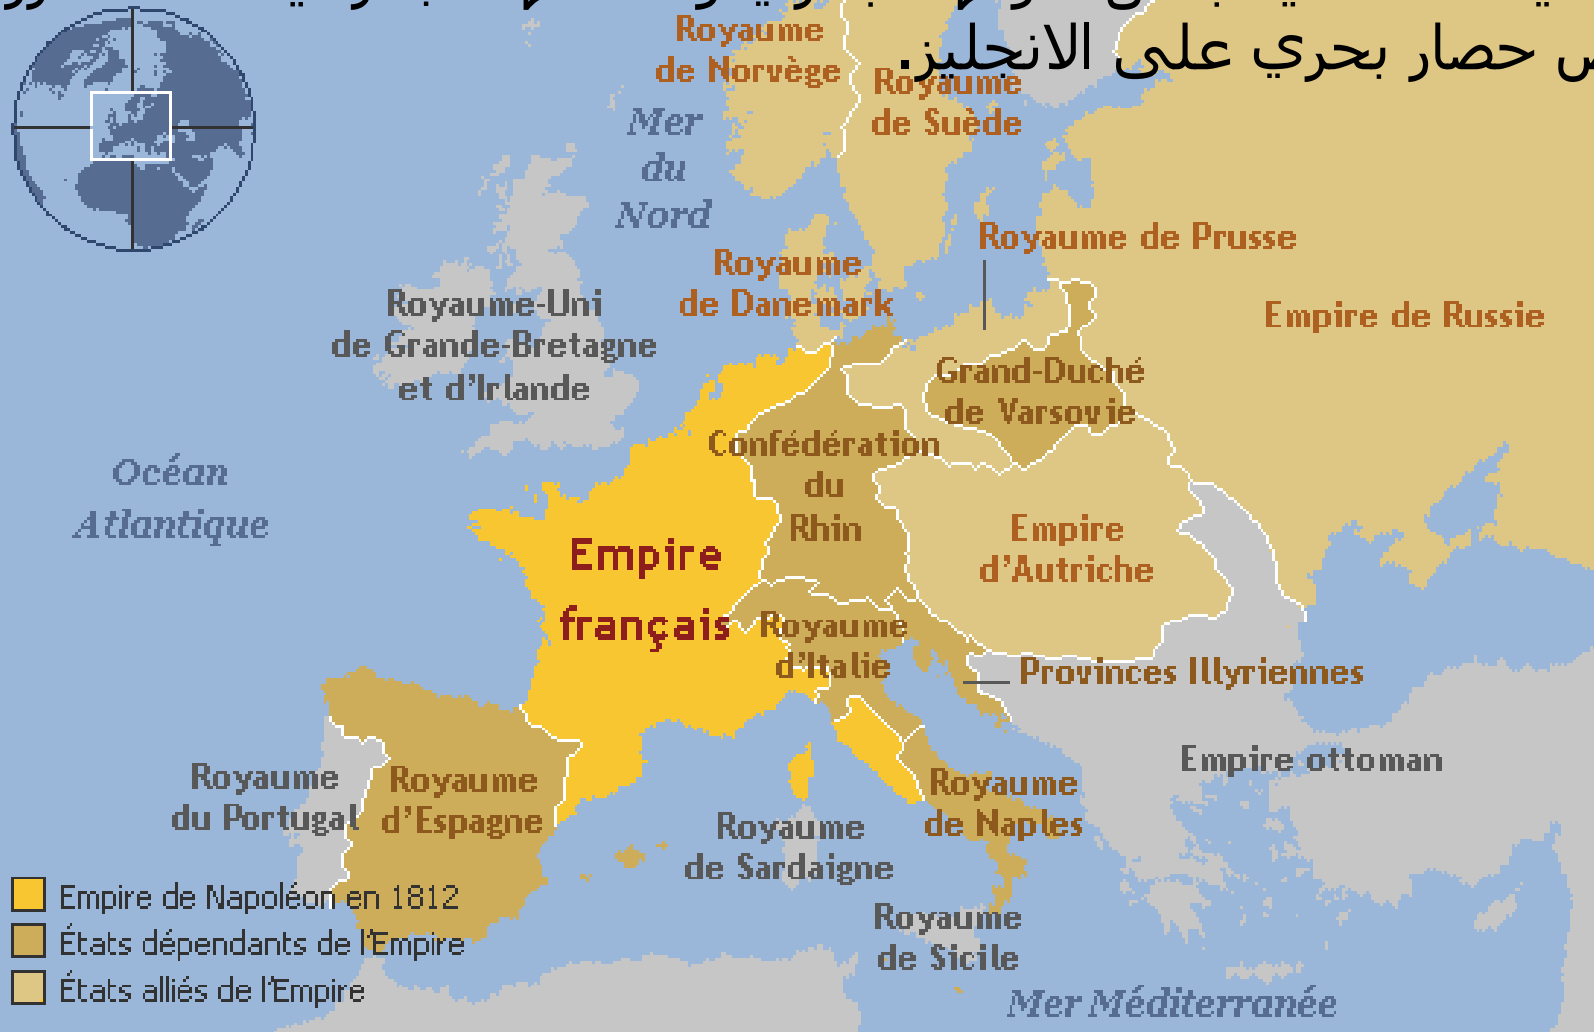 حصار بحري على الانجليز.
Royaume
de Norvège
Royaume
de Suède
Mer
du
Nord
Royaume de Prusse
Royaume
de Danemark
Royaume-Uni
de Grande-Bretagne
et d'Irlande
Empire de Russie
Grand-Duché
de Varsovie
Confédération
du
Rhin
Océan
Atlantique
Empire
français
Empire
d'Autriche
Royaume
d'Italie
Provinces Illyriennes
Empire ottoman
Royaume
du Portugal
Royaume
d'Espagne
Royaume
de Naples
Royaume
de Sardaigne
Royaume
de Sicile
Mer Méditerranée
Empire de Napoléon en 1812
États dépendants de l'Empire
États alliés de l'Empire